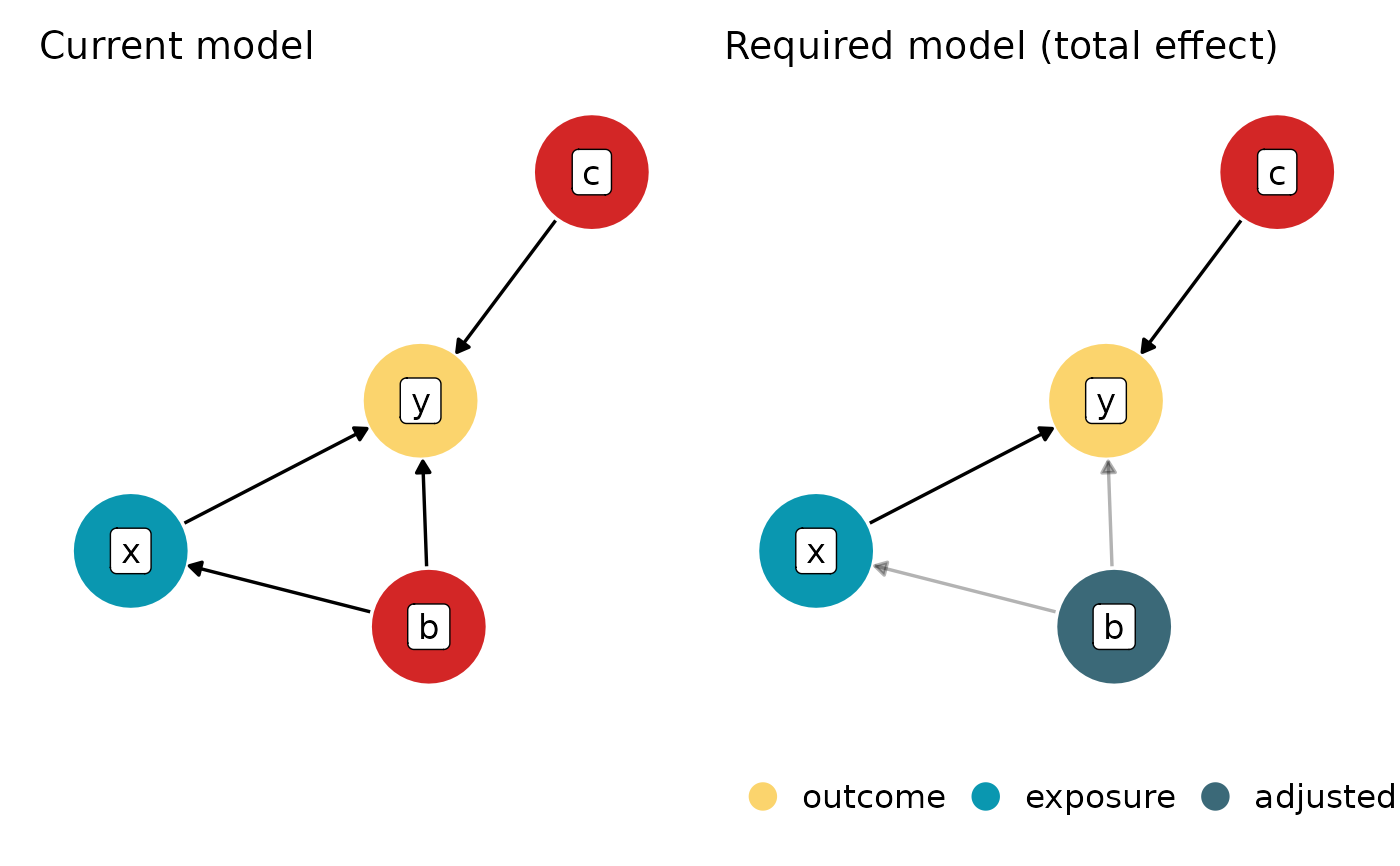 Current model
c
y
x
b
Required model (total effect)
c
y
x
b
outcome exposure adjusted